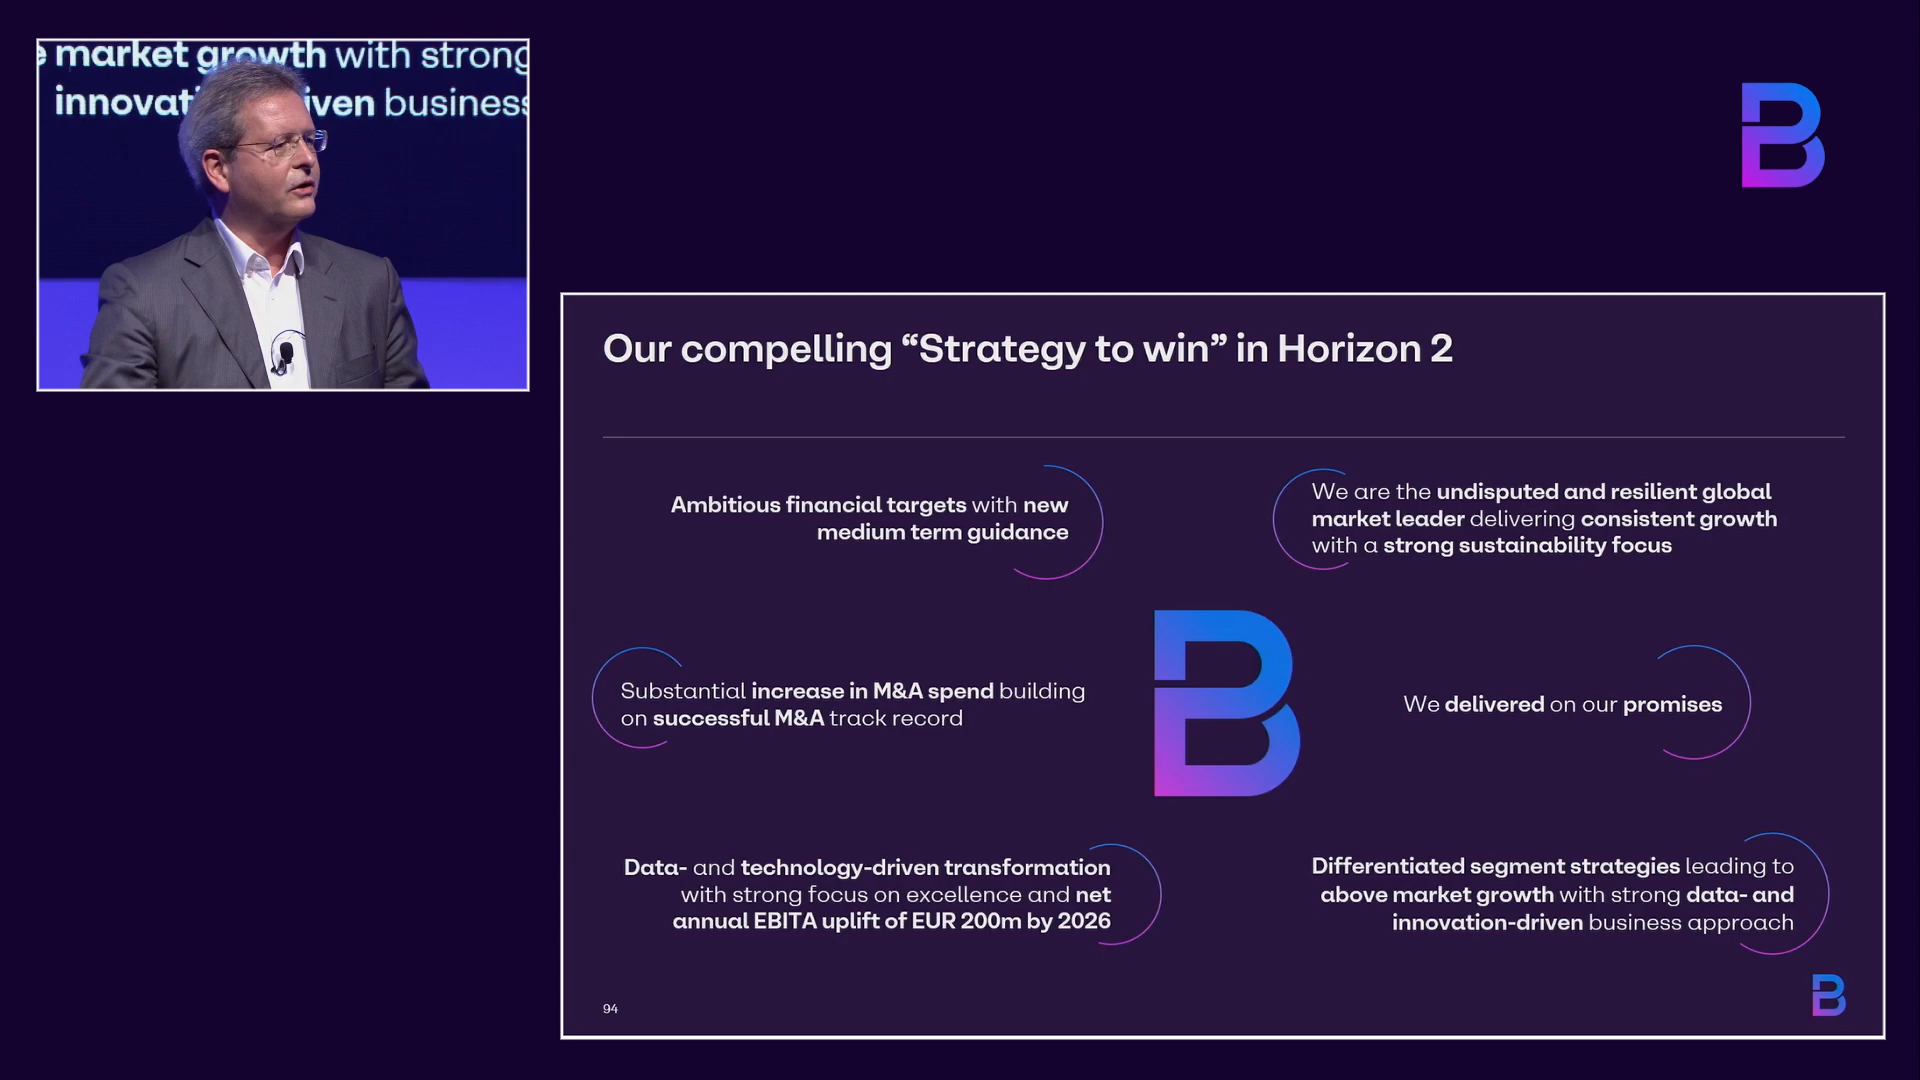 market growth with strong
innovati iven business
Our compelling “Strategy to win” in Horizon 2
Ambitious financial targets with new
medium term guidance
We are the undisputed and resilient global
market leader delivering consistent growth
with a strong sustainability focus
Substantial increase in M&A spend building
on successful M&A track record
We delivered on our promises
Data- and technology-driven transformation
with strong focus on excellence and net
annual EBITA uplift of EUR 200m by 2026
Differentiated segment strategies leading to
above market growth with strong data- and
innovation-driven business approach
94